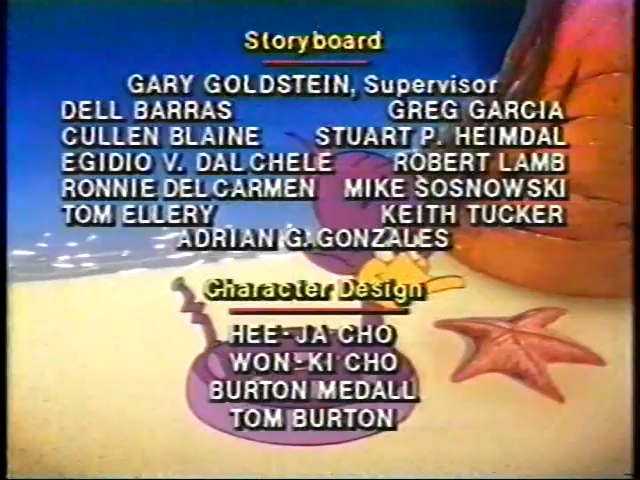 Storyboard
GARY GOLDSTEIN, Supervisor
DELL BARRAS GREG GARCIA
CULLEN BLAINE STUART P. HEIMDAL
EGIDIO V. DAL CHELE ROBERT LAMB
RONNIE DEL CARMEN MIKE SOSNOWSKI
TOM ELLERY KEITH TUCKER
ADRIAN G. GONZALES
Character Design
HEE-JA CHO
WON-KI CHO
BURTON MEDALL
TOM BURTON